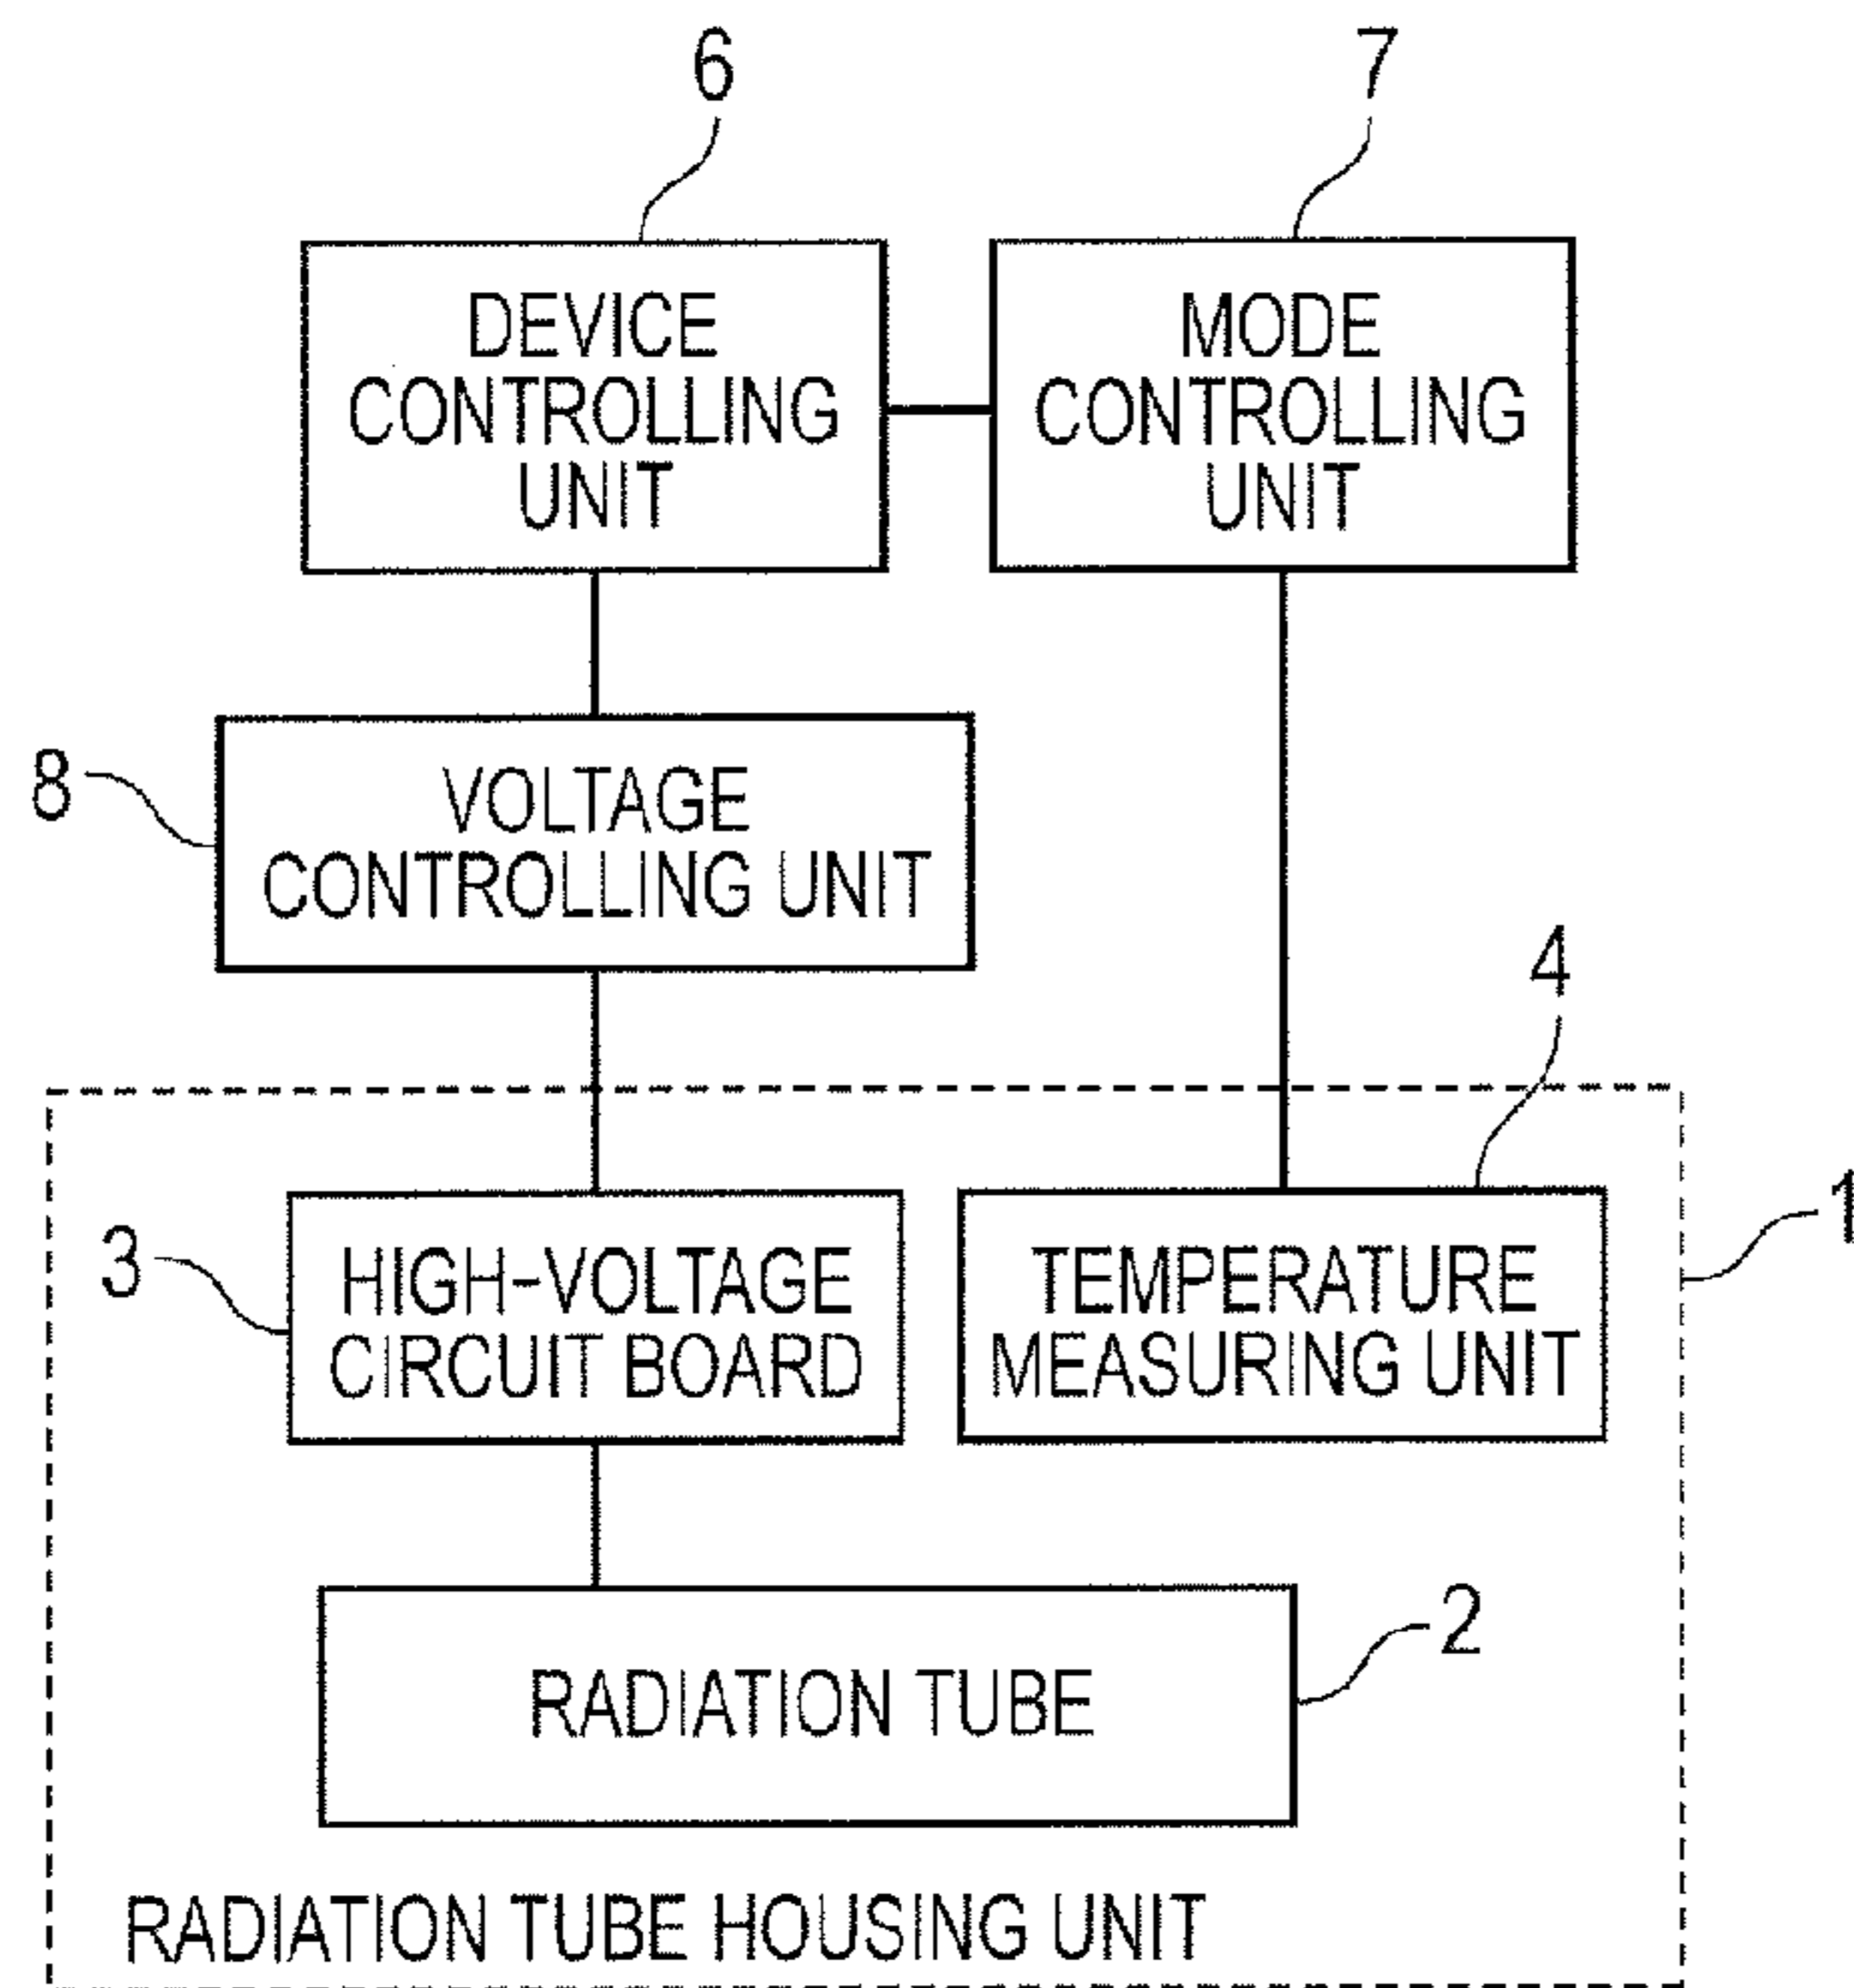 6
7
DEVICE
CONTROLLING
UNIT
MODE
CONTROLLING
UNIT
8
VOLTAGE
CONTROLLING UNIT
4
3
HIGH-VOLTAGE
CIRCUIT BOARD
TEMPERATURE
MEASURING UNIT
1
RADIATION TUBE
2
RADIATION TUBE HOUSING UNIT